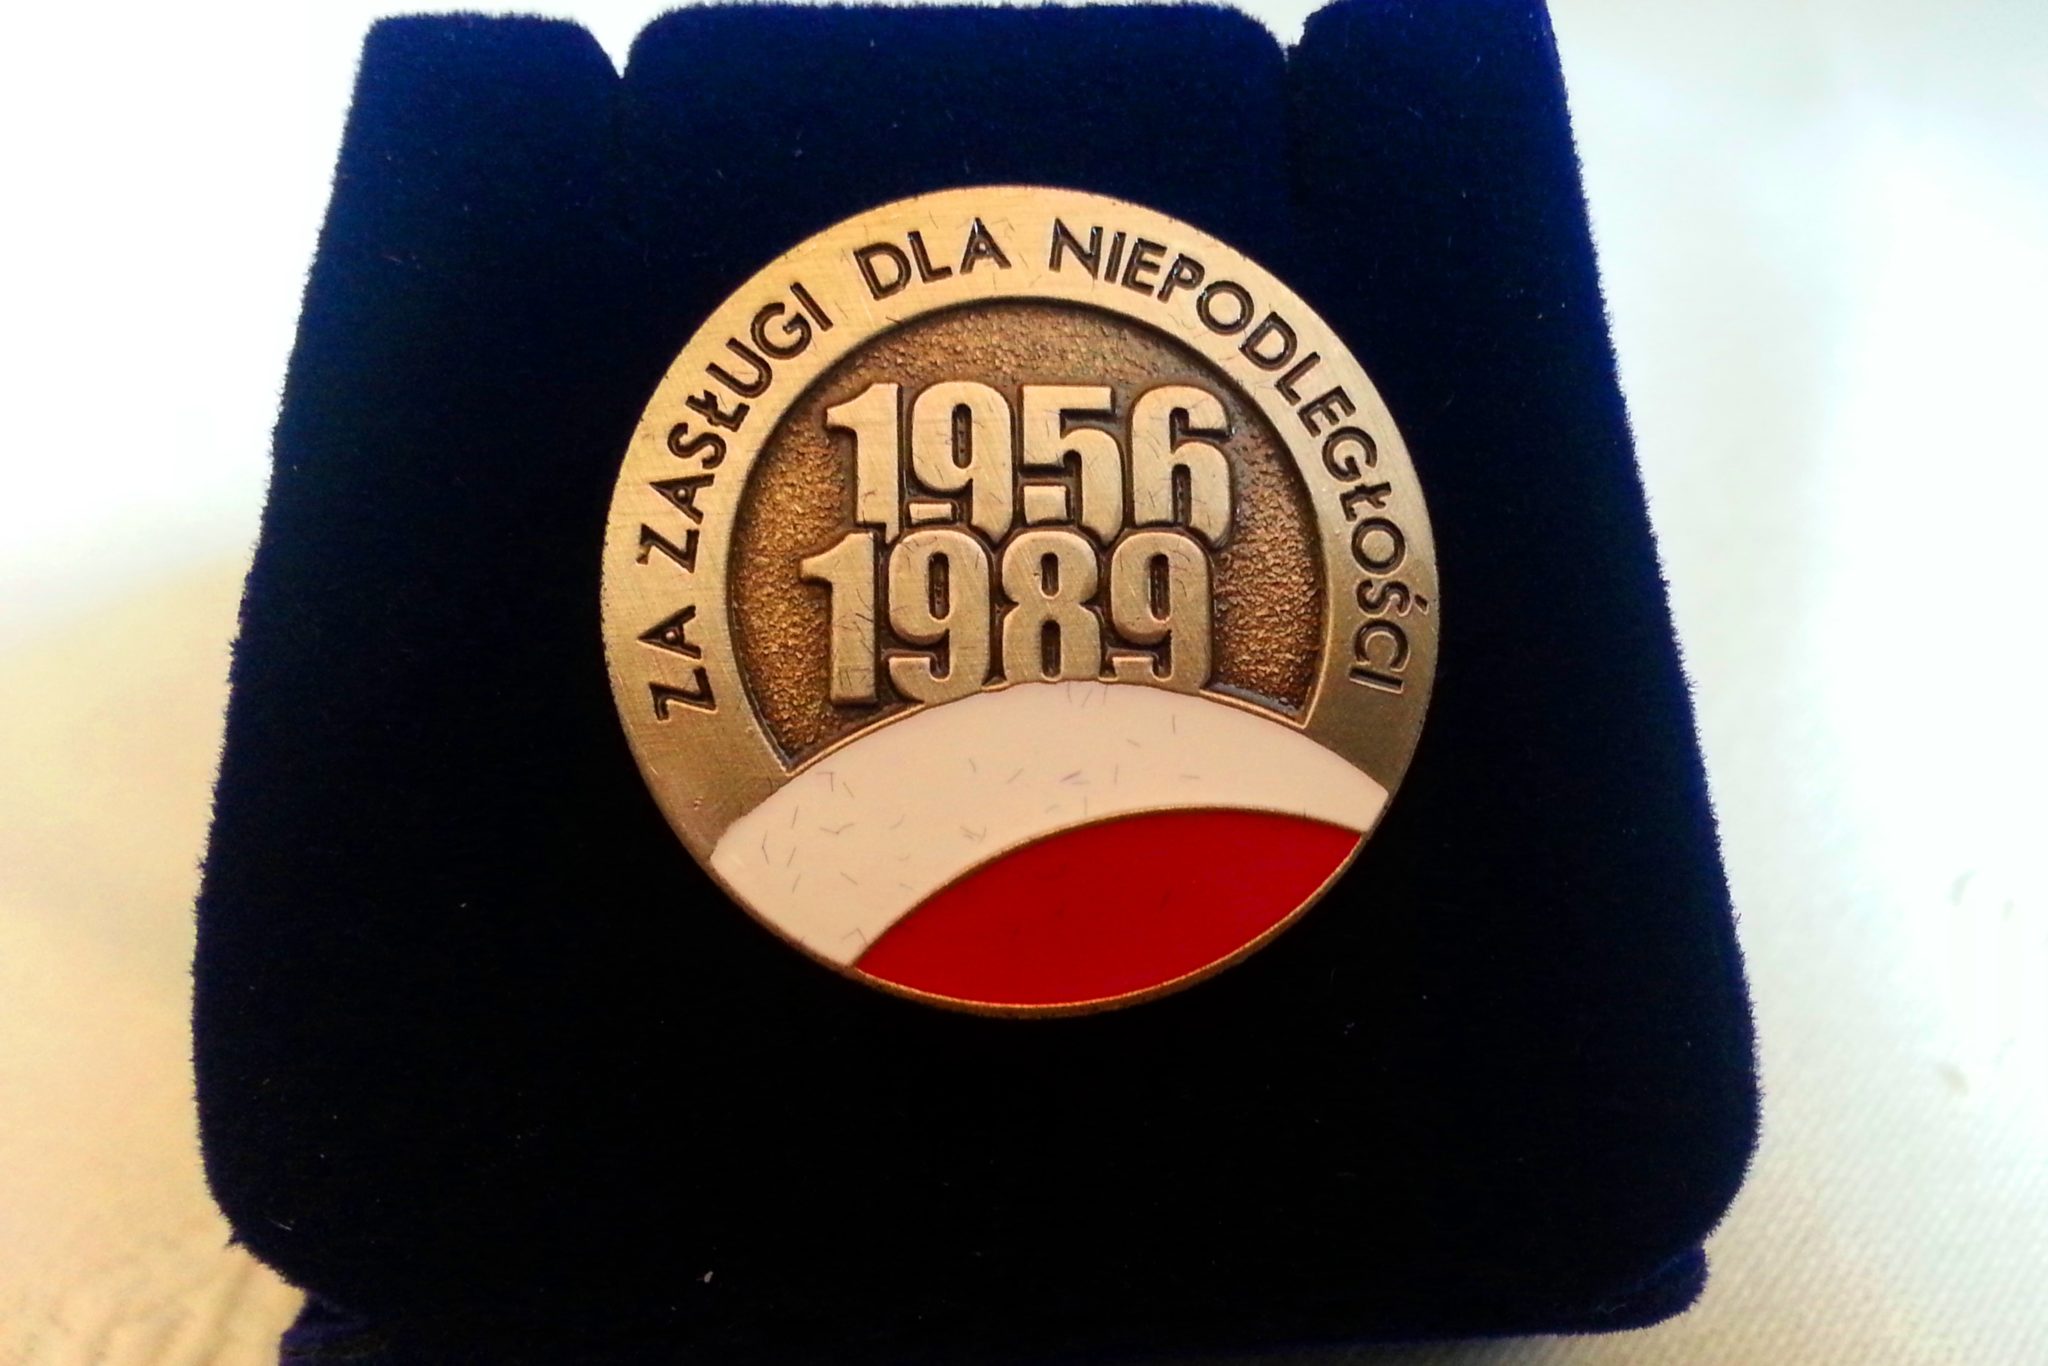 ZA ZASŁUGI DLA NIEPODLEGŁOŚCI
1956
1989